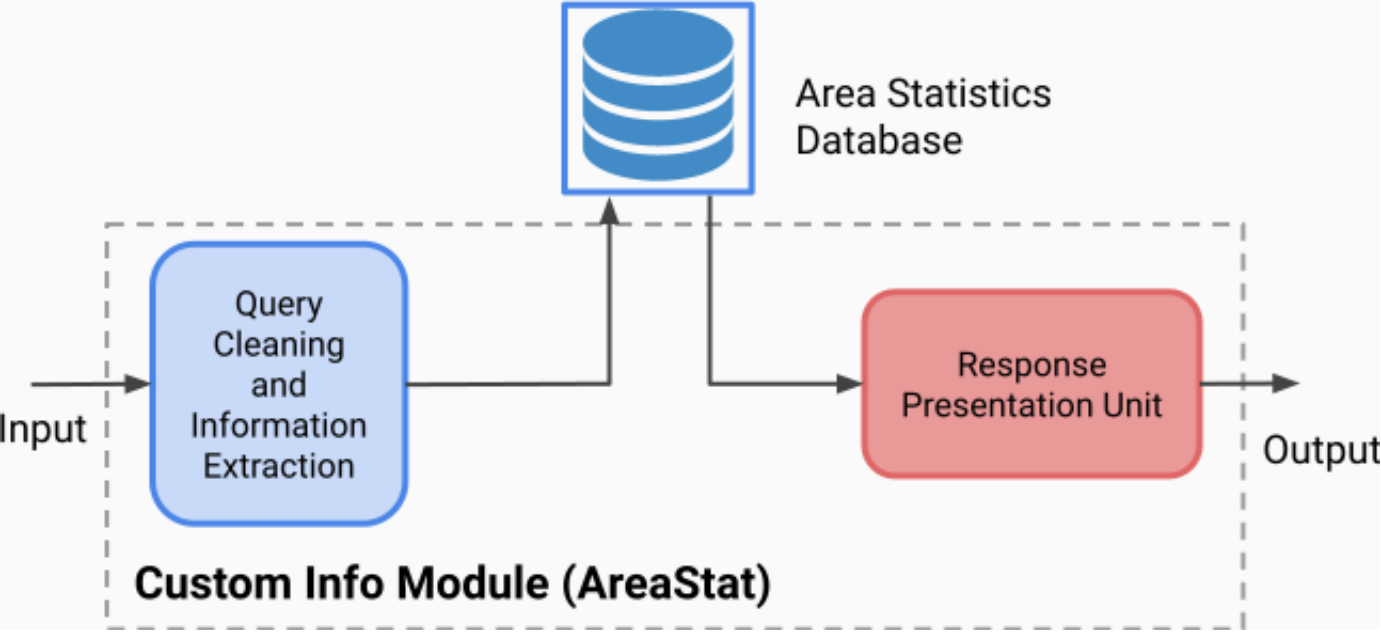 Area Statistics
Database
Query
Cleaning
and
Information
Extraction
Response
Presentation Unit
Input
Output
Custom Info Module (AreaStat)